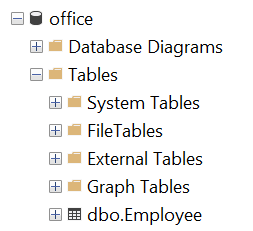 office
Database Diagrams
Tables
System Tables
FileTables
External Tables
Graph Tables
dbo.Employee